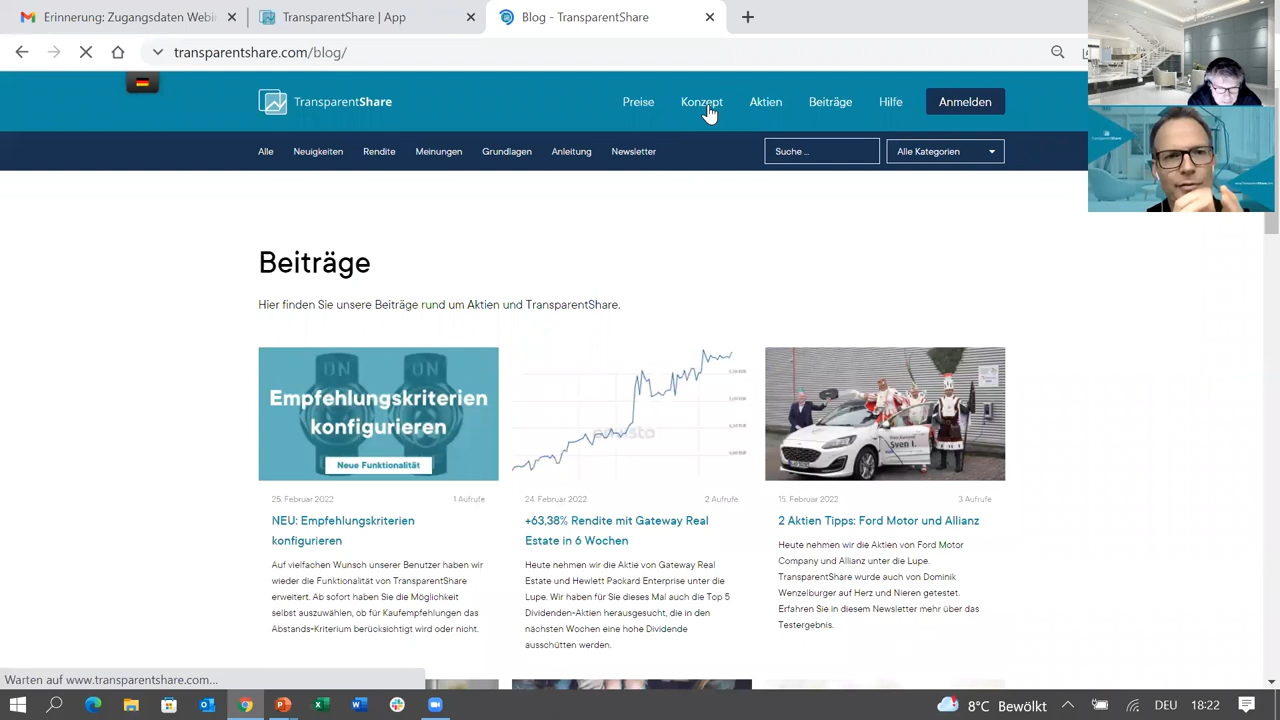 Erinnerung: Zugangsdaten Webi
TransparentShare | App
Blog - TransparentShare
transparentshare.com/blog/
TransparentShare
Preise
Konzept
Aktien
Beiträge
Hilfe
Anmelden
Alle
Neuigkeiten
Rendite
Meinungen
Grundlagen
Anleitung
Newsletter
Suche ...
Alle Kategorien
Beiträge
Hier finden Sie unsere Beiträge rund um Aktien und TransparentShare.
Empfehlungskriterien
konfigurieren
Neue Funktionalität
25. Februar 2022
1 Aufrufe
NEU: Empfehlungskriterien
konfigurieren
Auf vielfachen Wunsch unserer Benutzer haben wir
wieder die Funktionalität von TransparentShare
erweitert. Ab sofort haben Sie die Möglichkeit
selbst auszuwählen, ob für Kaufempfehlungen das
Abstands-Kriterium berücksichtigt wird oder nicht.
24. Februar 2022
2 Aufrufe
+63,38% Rendite mit Gateway Real
Estate in 6 Wochen
Heute nehmen wir die Aktie von Gateway Real
Estate und Hewlett Packard Enterprise unter die
Lupe. Wir haben für Sie dieses Mal auch die Top 5
Dividenden-Aktien herausgesucht, die in den
nächsten Wochen eine hohe Dividende
ausschütten werden.
Sven I.
15. Februar 2022
3 Aufrufe
2 Aktien Tipps: Ford Motor und Allianz
Heute nehmen wir die Aktien von Ford Motor
Company und Allianz unter die Lupe.
TransparentShare wurde auch von Dominik
Wenzelburger auf Herz und Nieren getestet.
Erfahren Sie in diesem Newsletter mehr über das
Testergebnis.
Warten auf www.transparentshare.com...
8°C Bewölkt
DEU
18:22